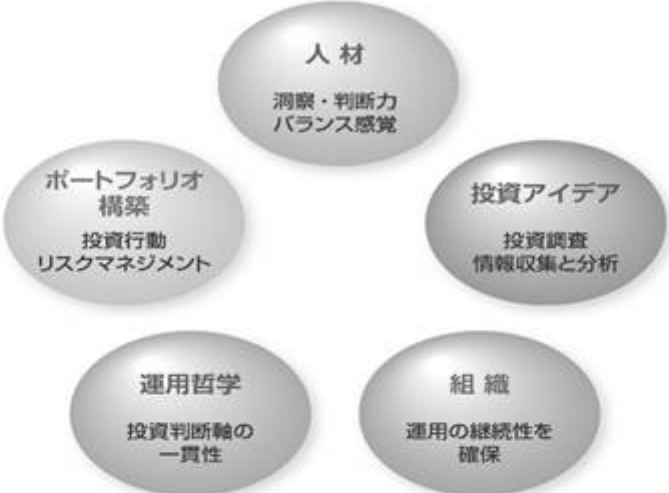 人材
洞察・判断力
バランス感覚
ポートフォリオ
構築
投資行動
リスクマネジメント
投資アイデア
投資調査
情報収集と分析
運用哲学
投資判断軸の
一貫性
組織
運用の継続性を
確保